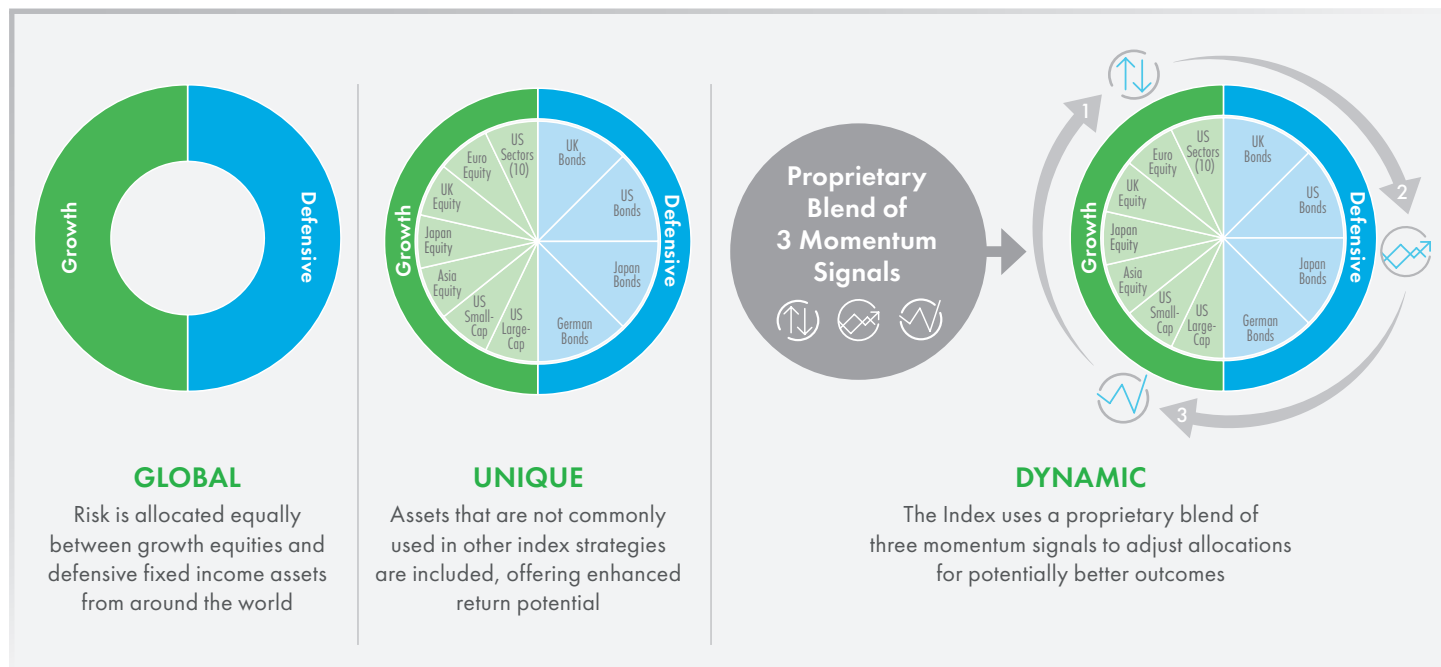 Growth
Defensive
GLOBAL
Risk is allocated equally
between growth equities and
defensive fixed income assets
from around the world
Growth
Defensive
US
Sectors
(10)
Euro
Equity
UK
Equity
Japan
Equity
Asia
Equity
US
Small-
Cap
US
Large-
Cap
UK
Bonds
US
Bonds
Japan
Bonds
German
Bonds
UNIQUE
Assets that are not commonly
used in other index strategies
are included, offering enhanced
return potential
Proprietary
Blend of
3 Momentum
Signals
1
2
3
Growth
Defensive
US
Sectors
(10)
Euro
Equity
UK
Equity
Japan
Equity
Asia
Equity
US
Small-
Cap
US
Large-
Cap
UK
Bonds
US
Bonds
Japan
Bonds
German
Bonds
DYNAMIC
The Index uses a proprietary blend of
three momentum signals to adjust allocations
for potentially better outcomes